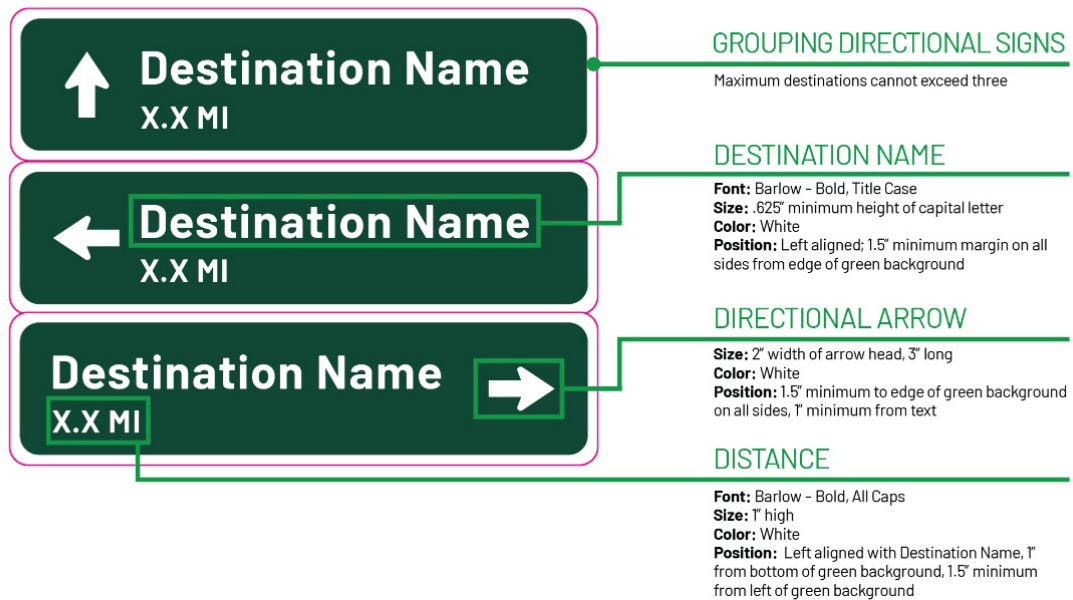 Destination Name
X.X MI
Destination Name
X.X MI
Destination Name
X.X MI
GROUPING DIRECTIONAL SIGNS
Maximum destinations cannot exceed three
DESTINATION NAME
Font: Barlow - Bold, Title Case
Size: .625" minimum height of capital letter
Color: White
Position: Left aligned; 1.5" minimum margin on all
sides from edge of green background
DIRECTIONAL ARROW
Size: 2" width of arrow head, 3" long
Color: White
Position: 1.5" minimum to edge of green background
on all sides, 1" minimum from text
DISTANCE
Font: Barlow - Bold, All Caps
Size: 1" high
Color: White
Position: Left aligned with Destination Name, 1"
from bottom of green background, 1.5" minimum
from left of green background